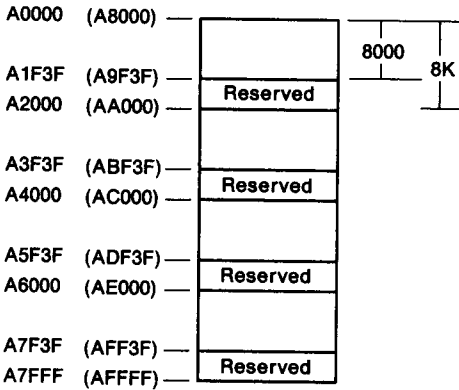 A0000 (A8000)
8000
8K
A1F3F (A9F3F)
Reserved
A2000 (AA000)
A3F3F (ABF3F)
Reserved
A4000 (AC000)
A5F3F (ADF3F)
Reserved
A6000 (AE000)
A7F3F (AFF3F)
Reserved
A7FFF (AFFFF)